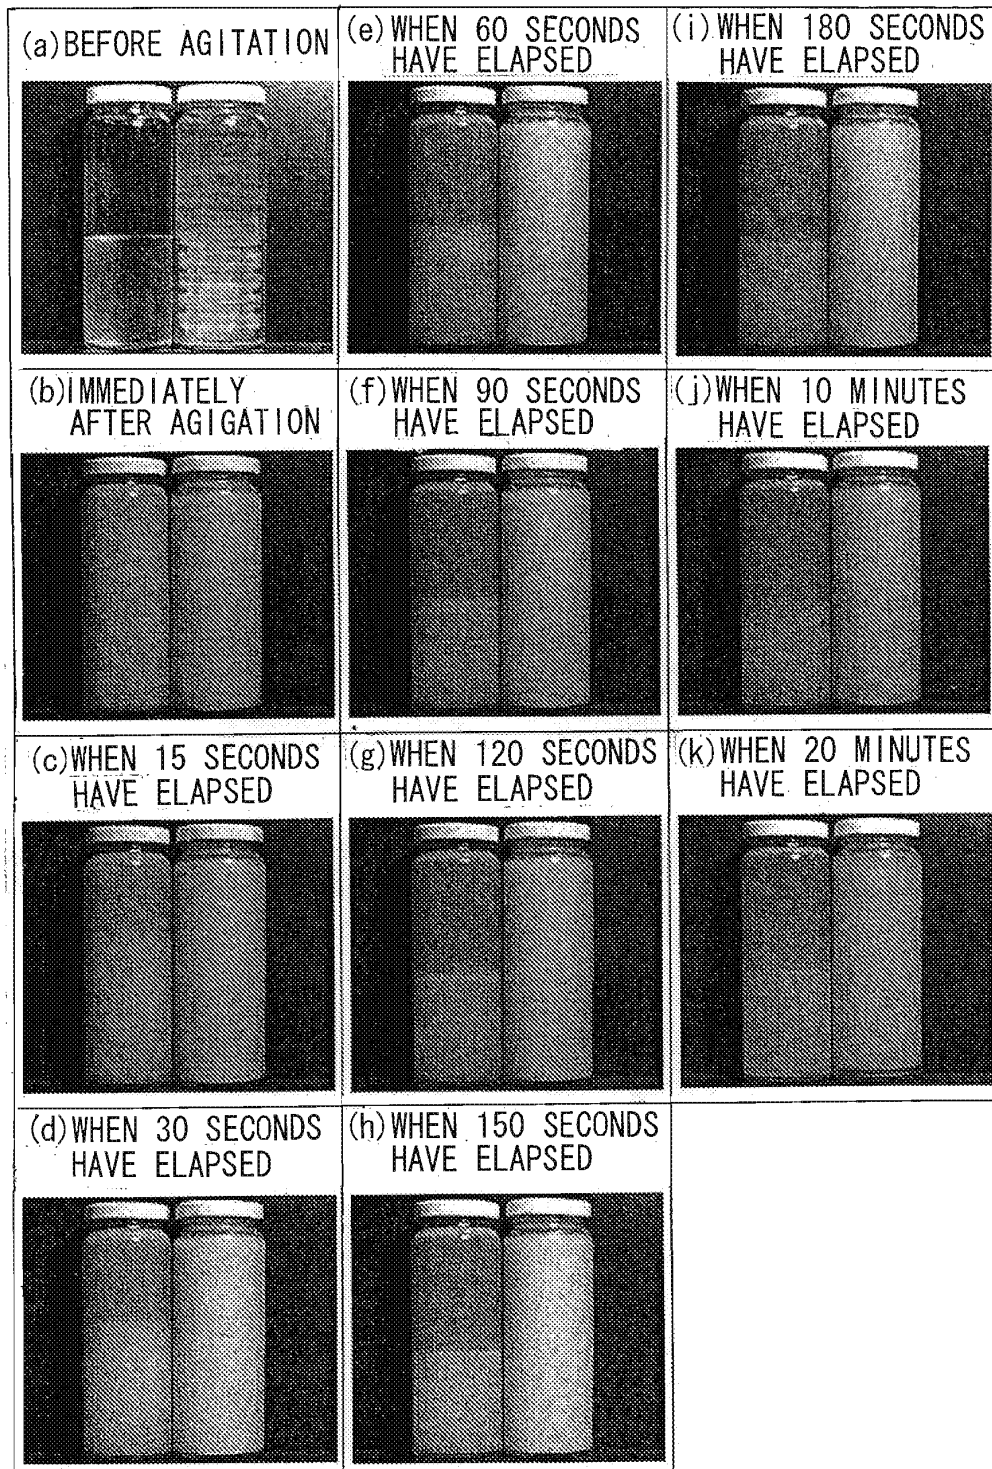 (a)BEFORE AGITATION
(b)IMMEDIATELY
AFTER AGIGATION
(c)WHEN 15 SECONDS
HAVE ELAPSED
(d)WHEN 30 SECONDS
HAVE ELAPSED
(e)WHEN 60 SECONDS
HAVE ELAPSED
(f)WHEN 90 SECONDS
HAVE ELAPSED
(g)WHEN 120 SECONDS
HAVE ELAPSED
(h)WHEN 150 SECONDS
HAVE ELAPSED
(i)WHEN 180 SECONDS
HAVE ELAPSED
(j)WHEN 10 MINUTES
HAVE ELAPSED
(k)WHEN 20 MINUTES
HAVE ELAPSED